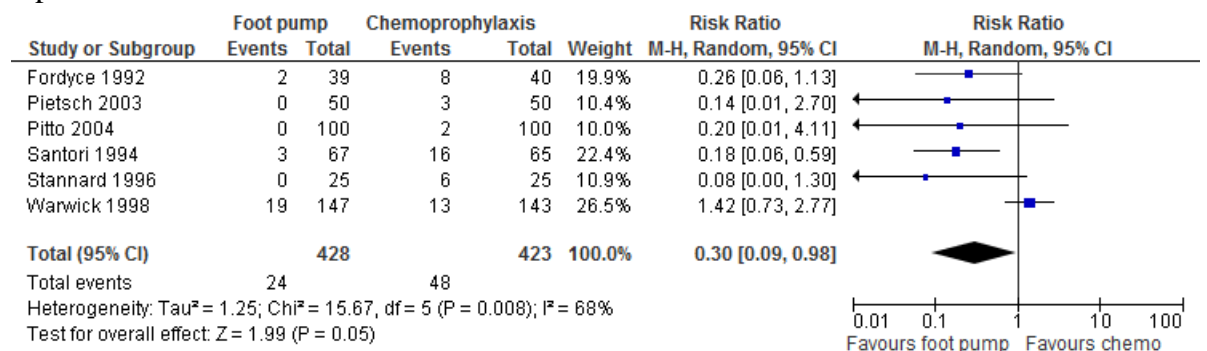 Foot pump Chemoprophylaxis Risk Ratio Risk Ratio
Study or Subgroup Events Total Events Total Weight M-H, Random, 95% CI M-H, Random, 95% CI
Fordyce 1992 2 39 8 40 19.9% 0.26 [0.06, 1.13]
Pietsch 2003 0 50 3 50 10.4% 0.14 [0.01, 2.70]
Pitto 2004 0 100 2 100 10.0% 0.20 [0.01, 4.11]
Santori 1994 3 67 16 65 22.4% 0.18 [0.06, 0.59]
Stannard 1996 0 25 6 25 10.9% 0.08 [0.00, 1.30]
Warwick 1998 19 147 13 143 26.5% 1.42 [0.73, 2.77]
Total (95% CI) 428 423 100.0% 0.30 [0.09, 0.98]
Total events 24 48
Heterogeneity: Tau² = 1.25; Chi² = 15.67, df = 5 (P = 0.008); I² = 68%
Test for overall effect: Z = 1.99 (P = 0.05)
0.01 0.1 1 10 100
Favours foot pump Favours chemo